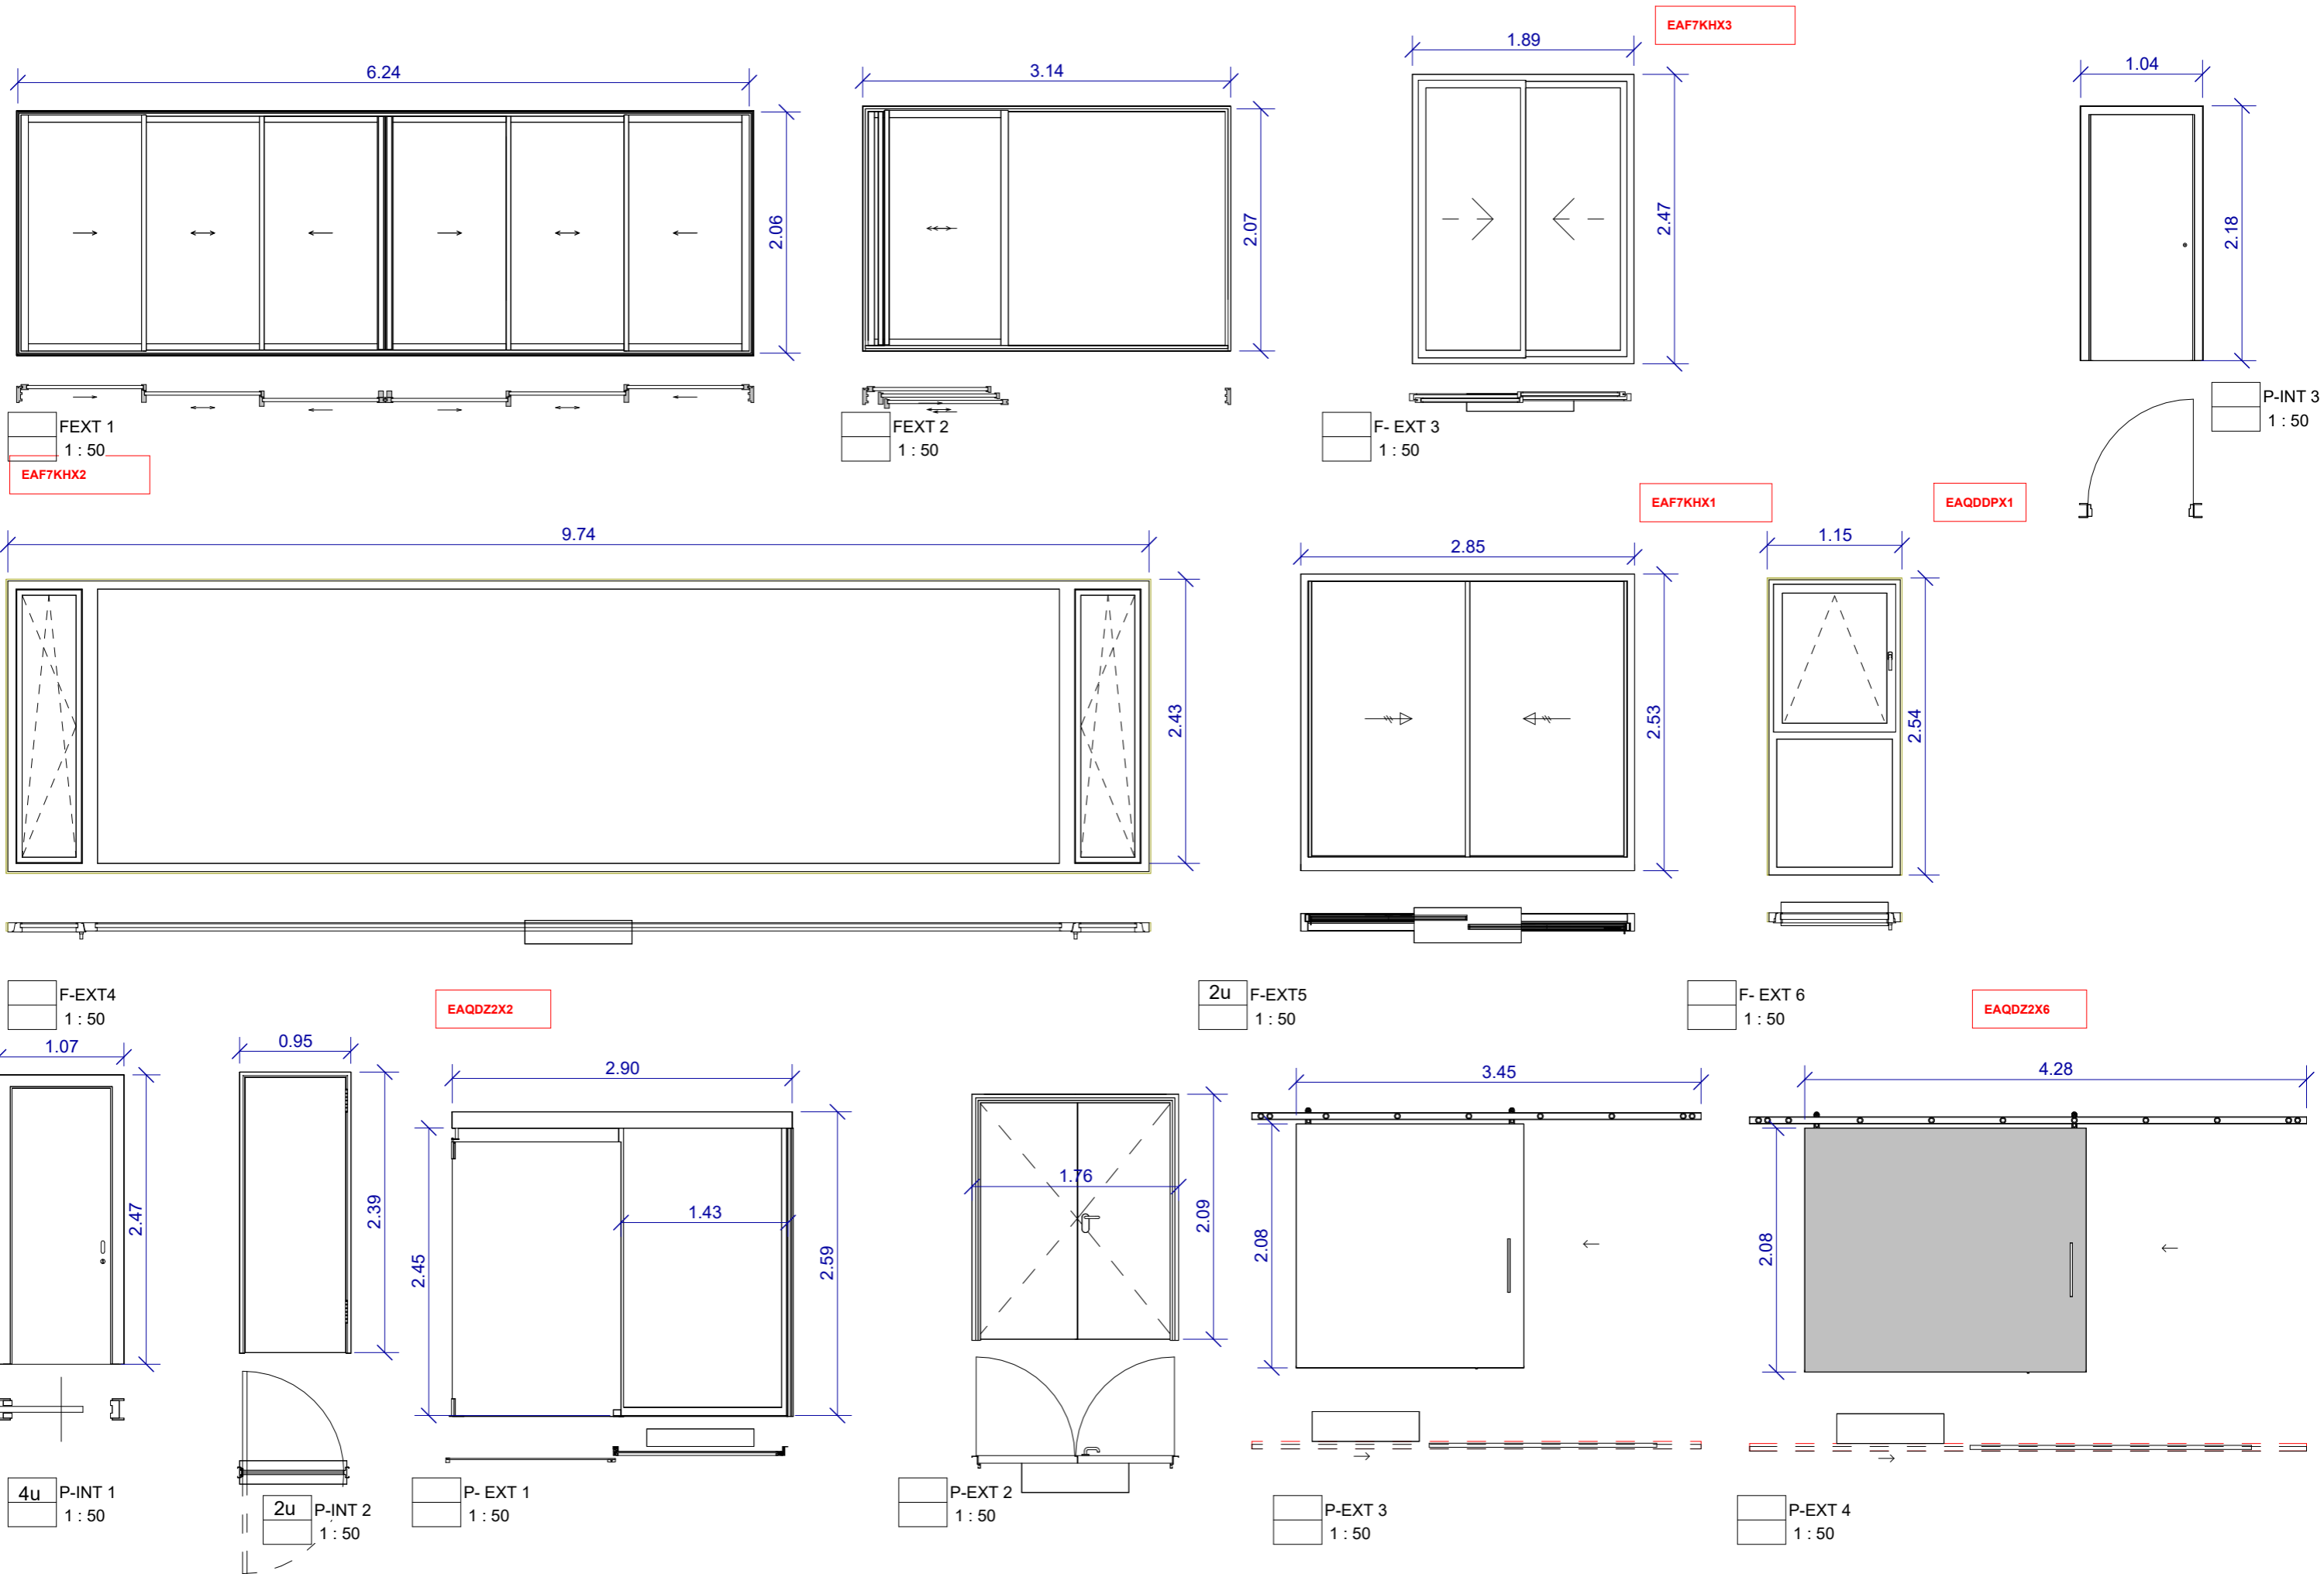 EAF7KHX3
6.24
3.14
1.89
1.04
2.06
2.07
2.47
2.18
FEXT 1
1 : 50
FEXT 2
1 : 50
F- EXT 3
1 : 50
P-INT 3
1 : 50
EAF7KHX2
EAF7KHX1
EAQDDPX1
9.74
2.85
1.15
2.43
2.53
2.54
F-EXT4
1 : 50
2u F-EXT5
1 : 50
F- EXT 6
1 : 50
EAQDZ2X2
EAQDZ2X6
1.07
0.95
2.90
3.45
4.28
2.47
2.39
2.45
1.43
2.59
1.76
2.09
2.08
2.08
4u P-INT 1
1 : 50
2u P-INT 2
1 : 50
P- EXT 1
1 : 50
P-EXT 2
1 : 50
P-EXT 3
1 : 50
P-EXT 4
1 : 50